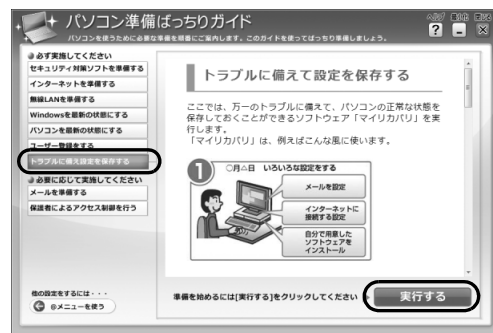 パソコン準備ばっちりガイド
パソコンを使うために必要な準備を順番にご案内します。このガイドを使ってばっちり準備しましょう。
ヘルプ 最小化 閉じる
必ず実施してください
セキュリティ対策ソフトを準備する
インターネットを準備する
無線LANを準備する
Windowsを最新の状態にする
パソコンを最新の状態にする
ユーザー登録をする
トラブルに備え設定を保存する
必要に応じて実施してください
メールを準備する
保護者によるアクセス制御を行う
他の設定をするには・・・
@メニューを使う
トラブルに備えて設定を保存する
ここでは、万一のトラブルに備えて、パソコンの正常な状態を
保存しておくことができるソフトウェア「マイリカバリ」を実
行します。
「マイリカバリ」は、例えばこんな風に使います。
1 ○月△日 いろいろな設定をする
メールを設定
インターネットに
接続する設定
自分で用意した
ソフトウェアを
インストール
準備を始めるには[実行する]をクリックしてください
実行する